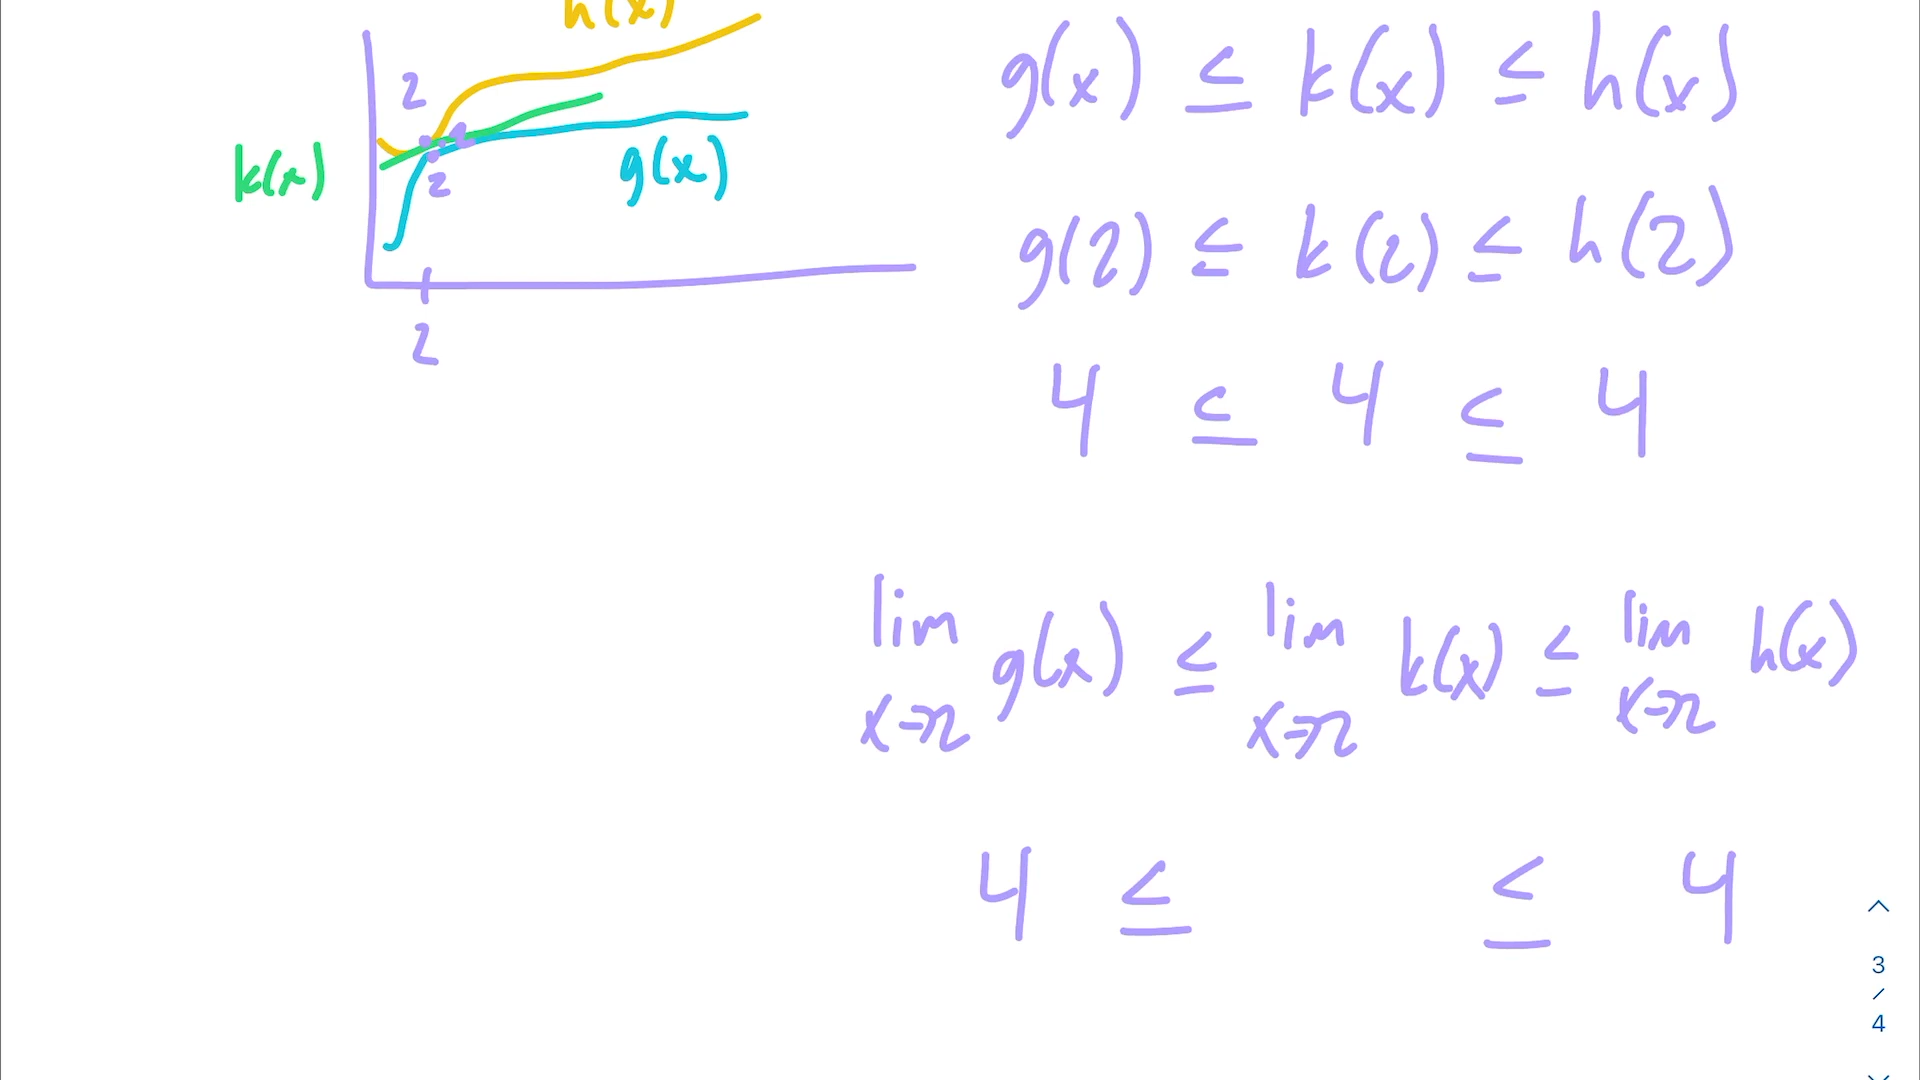 h(x)
2
k(x)
g(x)
2
2
g(x) ≤ k(x) ≤ h(x)
g(2) ≤ k(2) ≤ h(2)
4 ≤ 4 ≤ 4
lim x→2 g(x) ≤ lim x→2 k(x) ≤ lim x→2 h(x)
4 ≤ ≤ 4
3
/
4